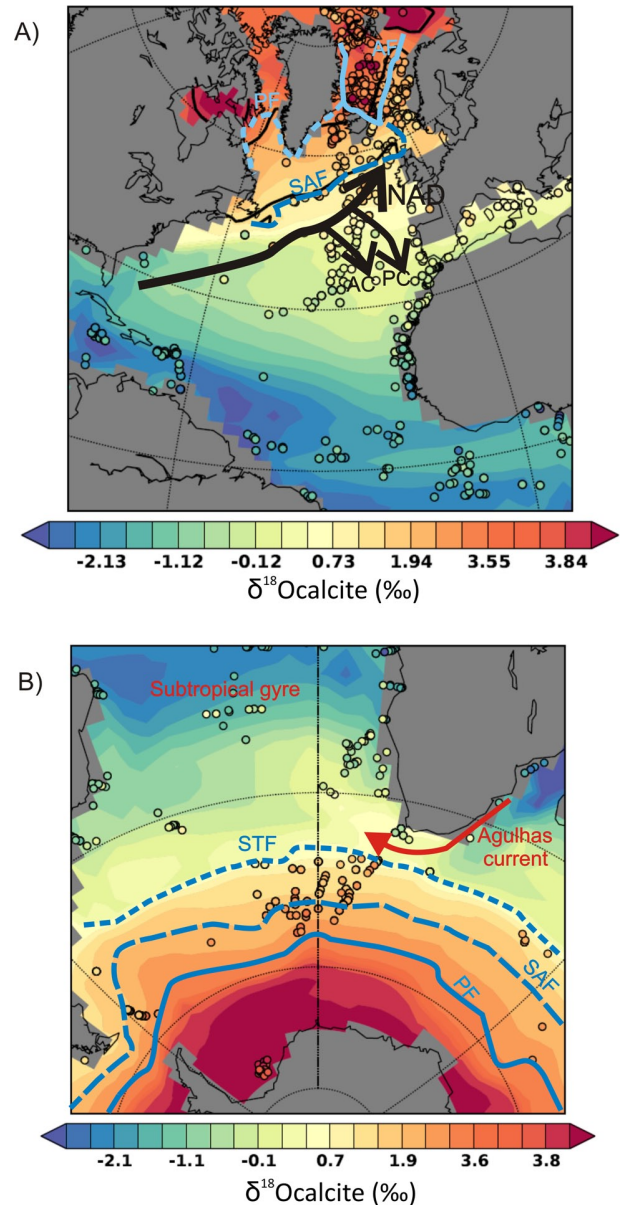 A)
AF
PF
SAF
NAD
AC
PC
-2.13 -1.12 -0.12 0.73 1.94 3.55 3.84
δ¹⁸Ocalcite (‰)
B)
Subtropical gyre
STF
Agulhas
current
SAF
PF
-2.1 -1.1 -0.1 0.7 1.9 3.6 3.8
δ¹⁸Ocalcite (‰)